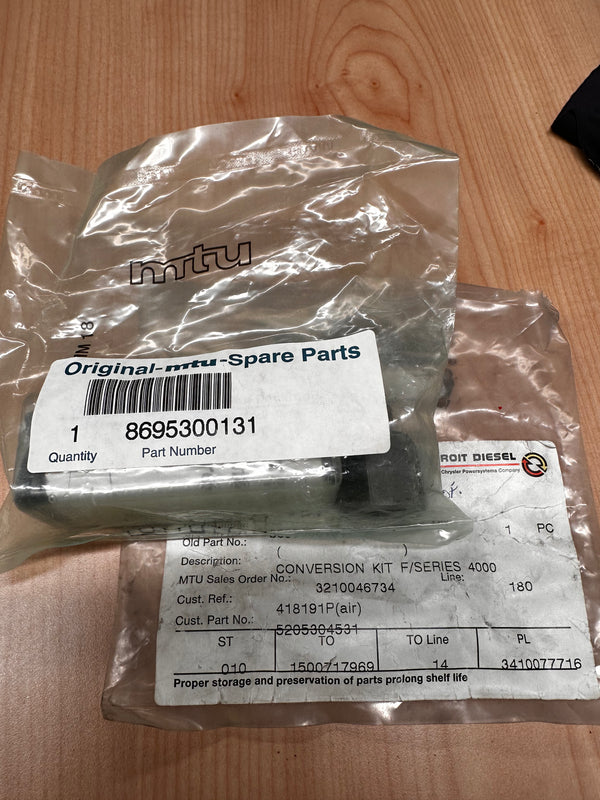 mtu
Original-mtu-Spare Parts
1 8695300131
Quantity Part Number
ROIT DIESEL
Chrysler Powersystems Company
1 PC
Old Part No.:
( )
Description: CONVERSION KIT F/SERIES 4000
MTU Sales Order No.: 3210046734 Line: 180
Cust. Ref.: 418191P(air)
Cust. Part No.: 5205304531
ST TO TO Line PL
010 1500717969 14 3410077716
Proper storage and preservation of parts prolong shelf life